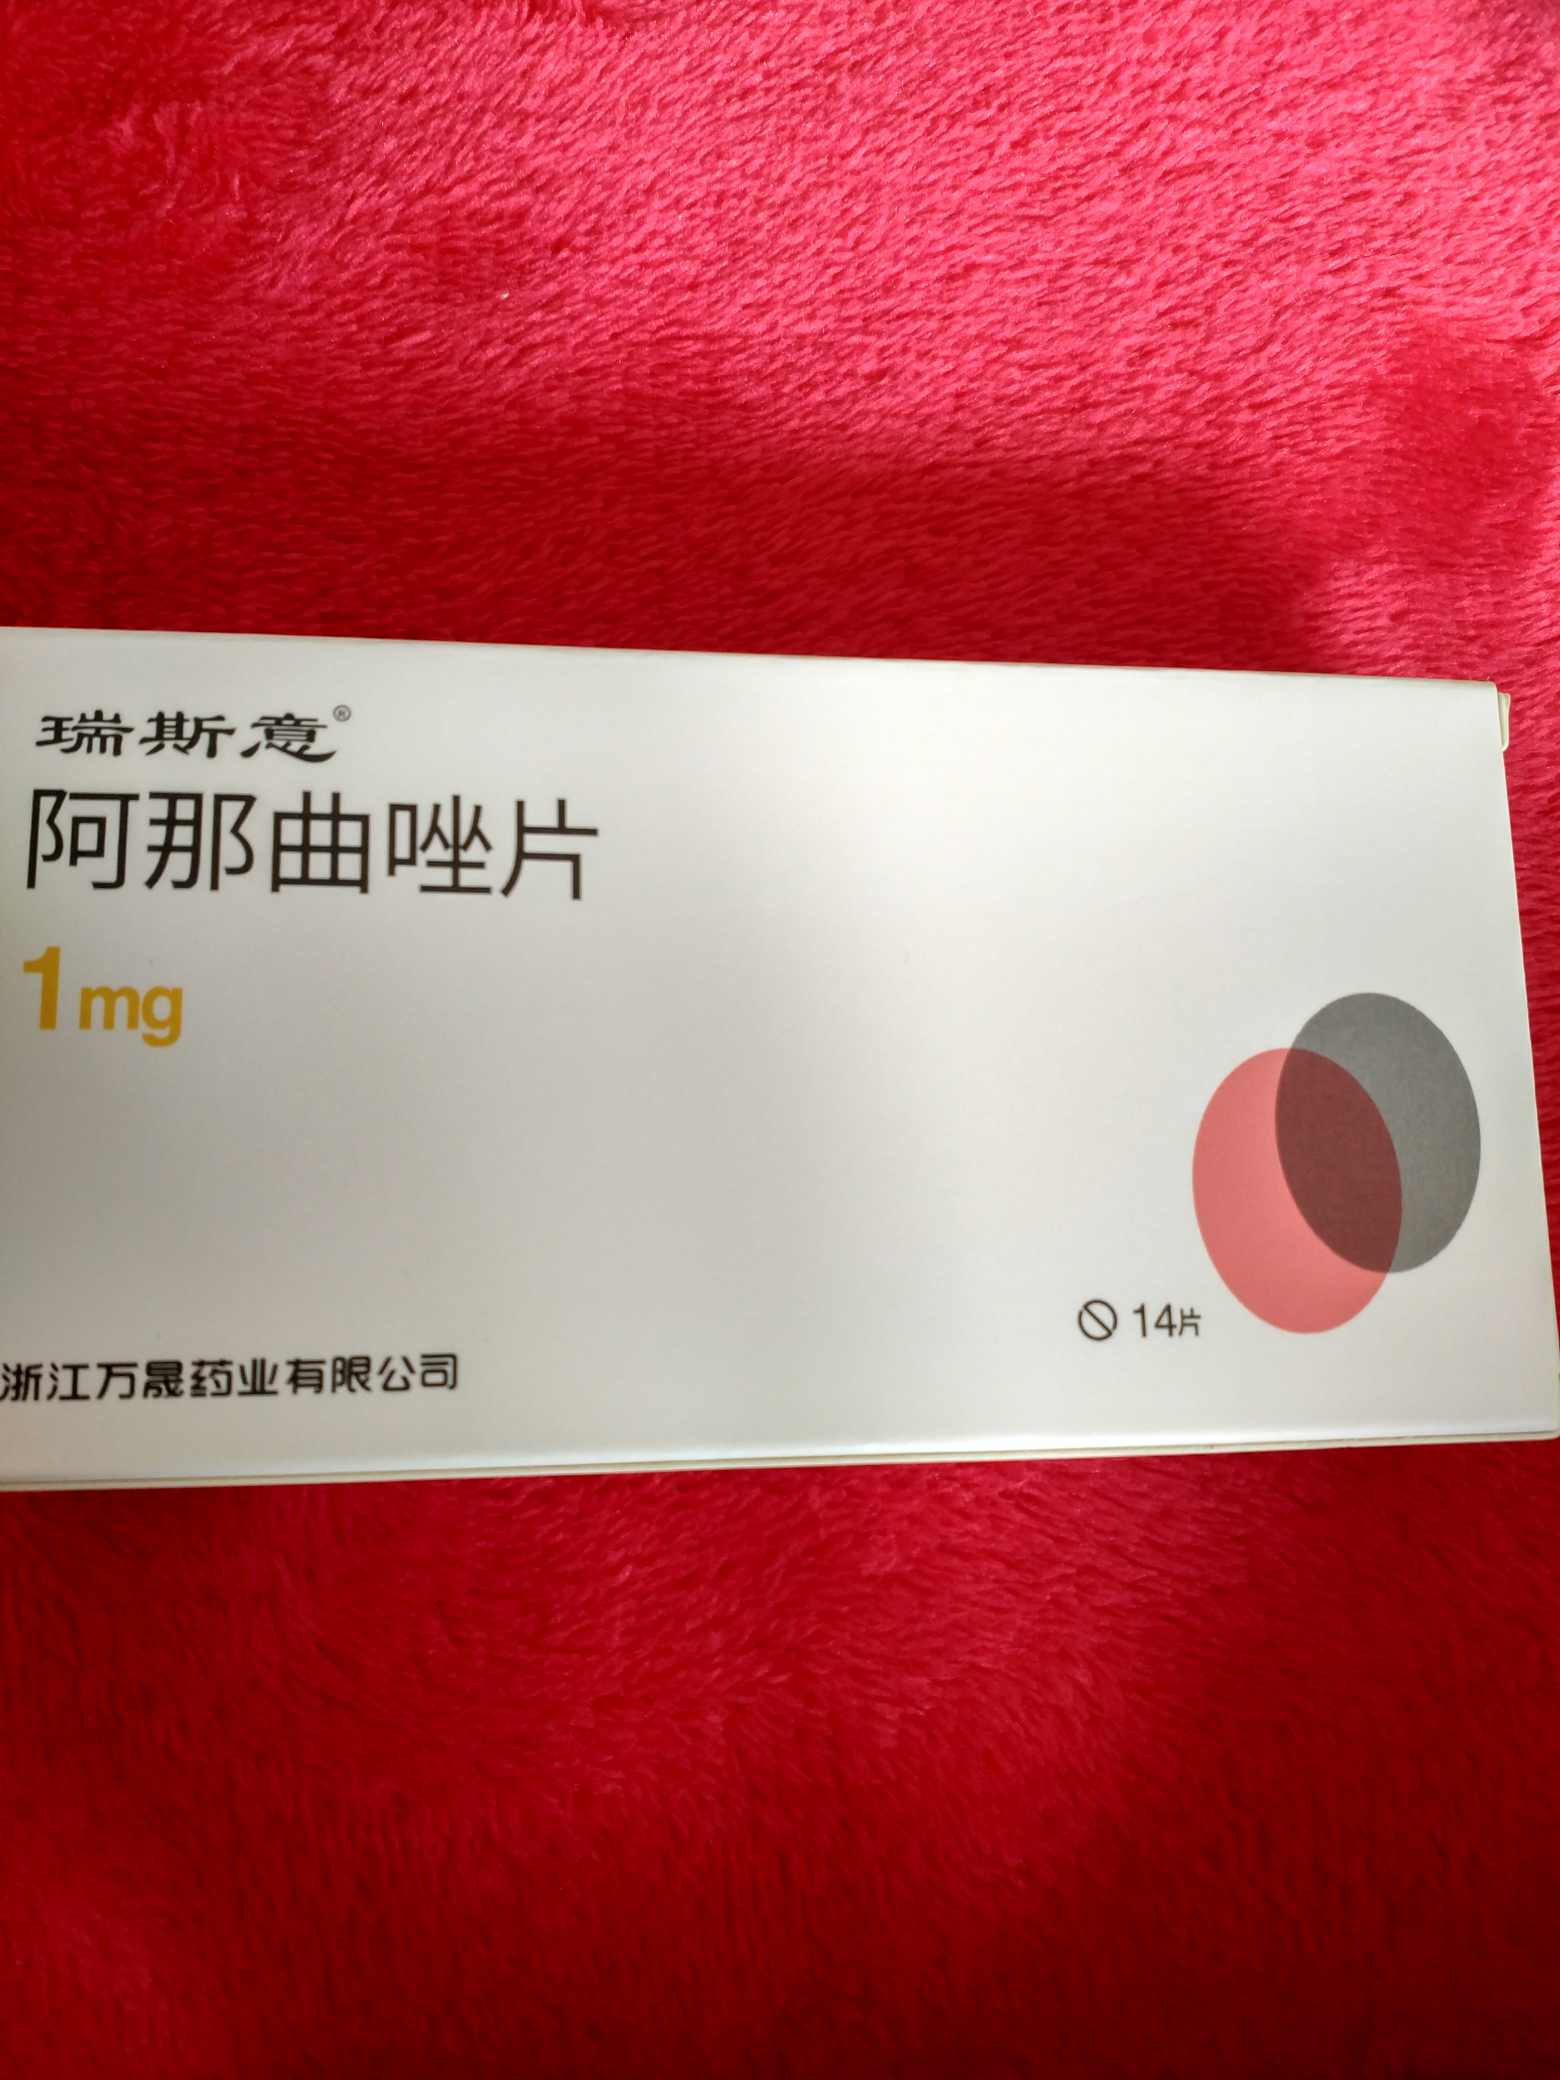 瑞斯意®
阿那曲唑片
1mg
14片
浙江万晟药业有限公司